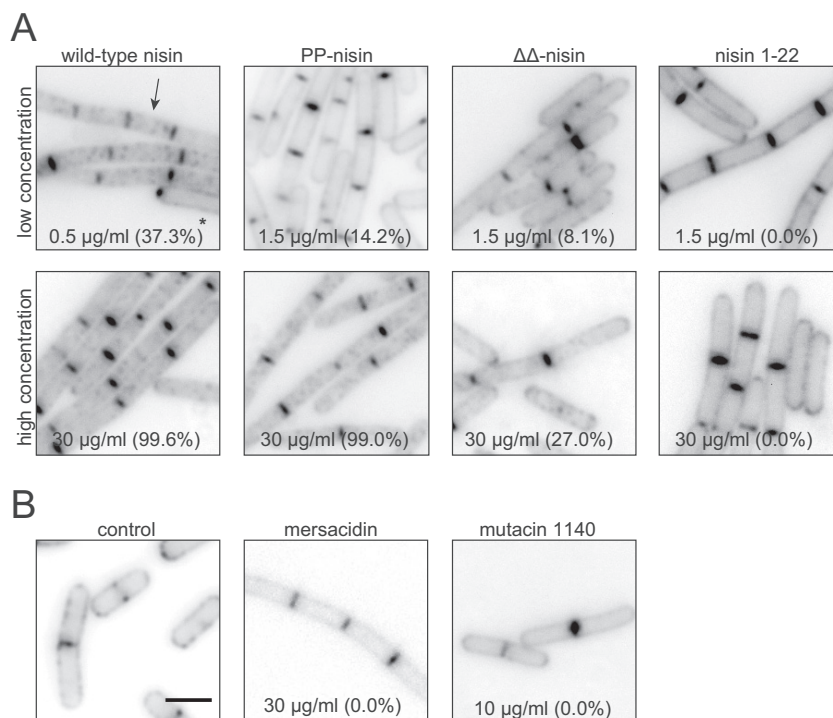 A
wild-type nisin PP-nisin ΔΔ-nisin nisin 1-22
low concentration
*
0.5 µg/ml (37.3%) 1.5 µg/ml (14.2%) 1.5 µg/ml (8.1%) 1.5 µg/ml (0.0%)
high concentration
30 µg/ml (99.6%) 30 µg/ml (99.0%) 30 µg/ml (27.0%) 30 µg/ml (0.0%)
B
control mersacidin mutacin 1140
30 µg/ml (0.0%) 10 µg/ml (0.0%)